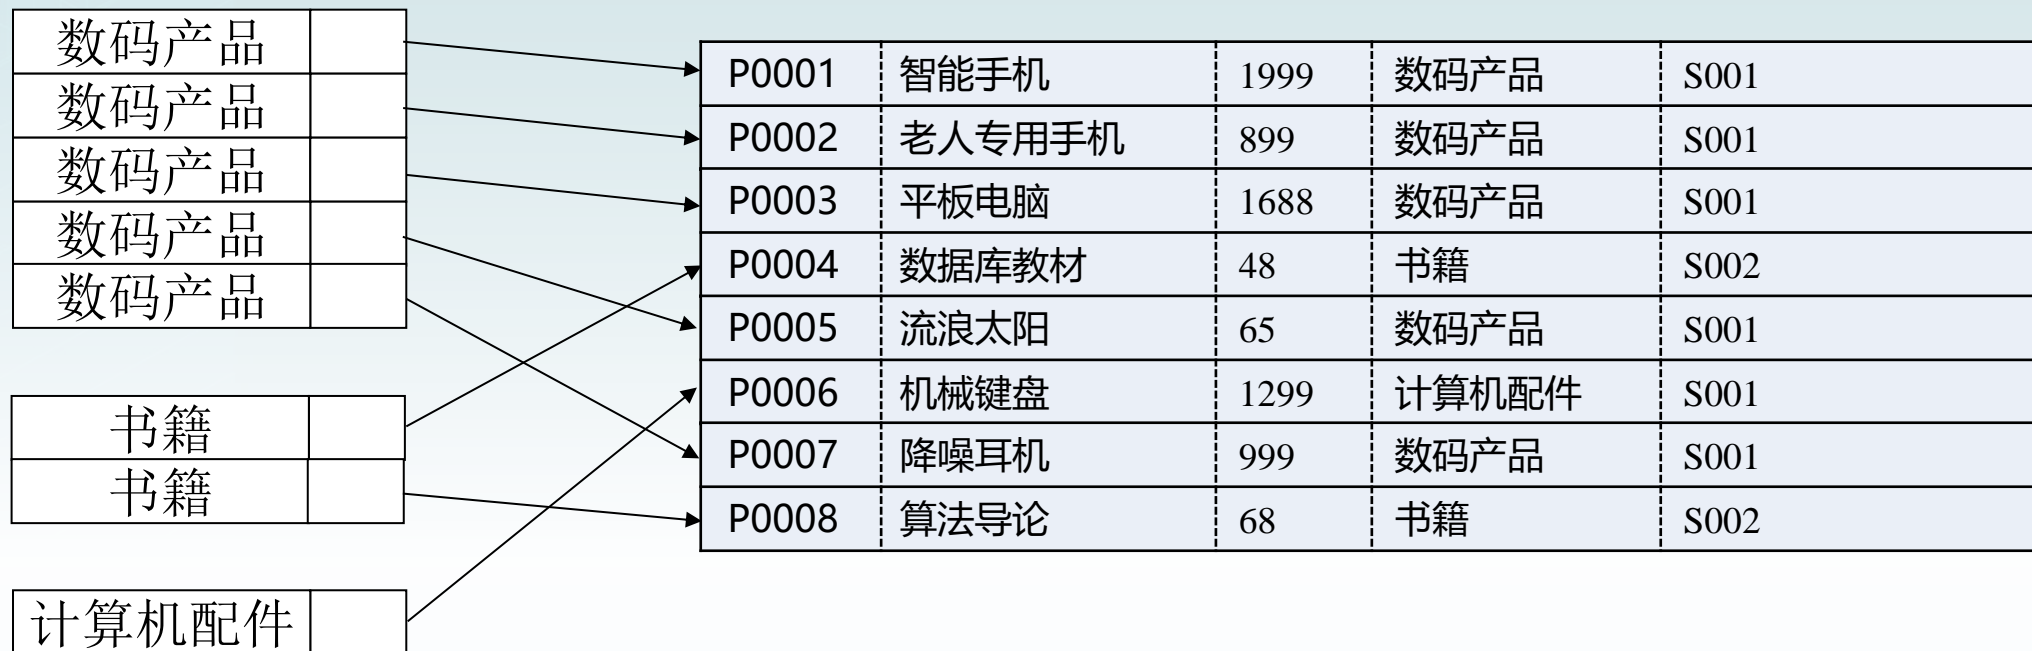 数码产品
数码产品
数码产品
数码产品
数码产品
书籍
书籍
计算机配件
P0001 智能手机 1999 数码产品 S001
P0002 老人专用手机 899 数码产品 S001
P0003 平板电脑 1688 数码产品 S001
P0004 数据库教材 48 书籍 S002
P0005 流浪太阳 65 数码产品 S001
P0006 机械键盘 1299 计算机配件 S001
P0007 降噪耳机 999 数码产品 S001
P0008 算法导论 68 书籍 S002